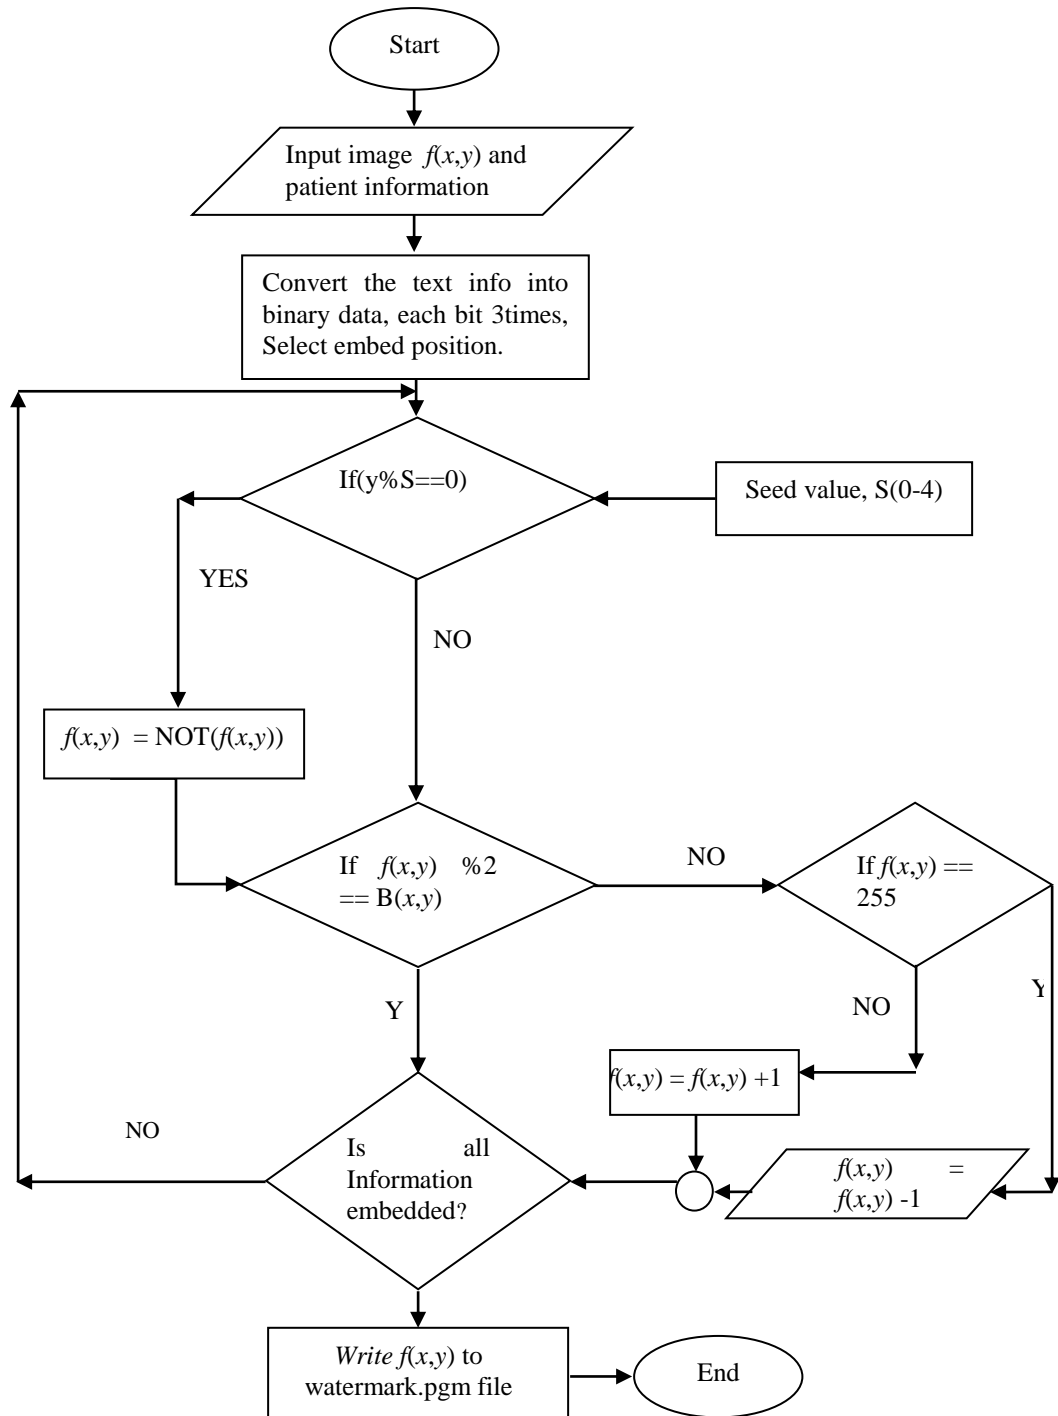 Start
Input image f(x,y) and
patient information
Convert the text info into
binary data, each bit 3times,
Select embed position.
If(y%S==0)
Seed value, S(0-4)
YES
NO
f(x,y) = NOT(f(x,y))
If f(x,y) %2
== B(x,y)
NO
If f(x,y) ==
255
Y
NO
Y
f(x,y) = f(x,y) +1
NO
Is all
Information
embedded?
f(x,y) =
f(x,y) -1
Write f(x,y) to
watermark.pgm file
End